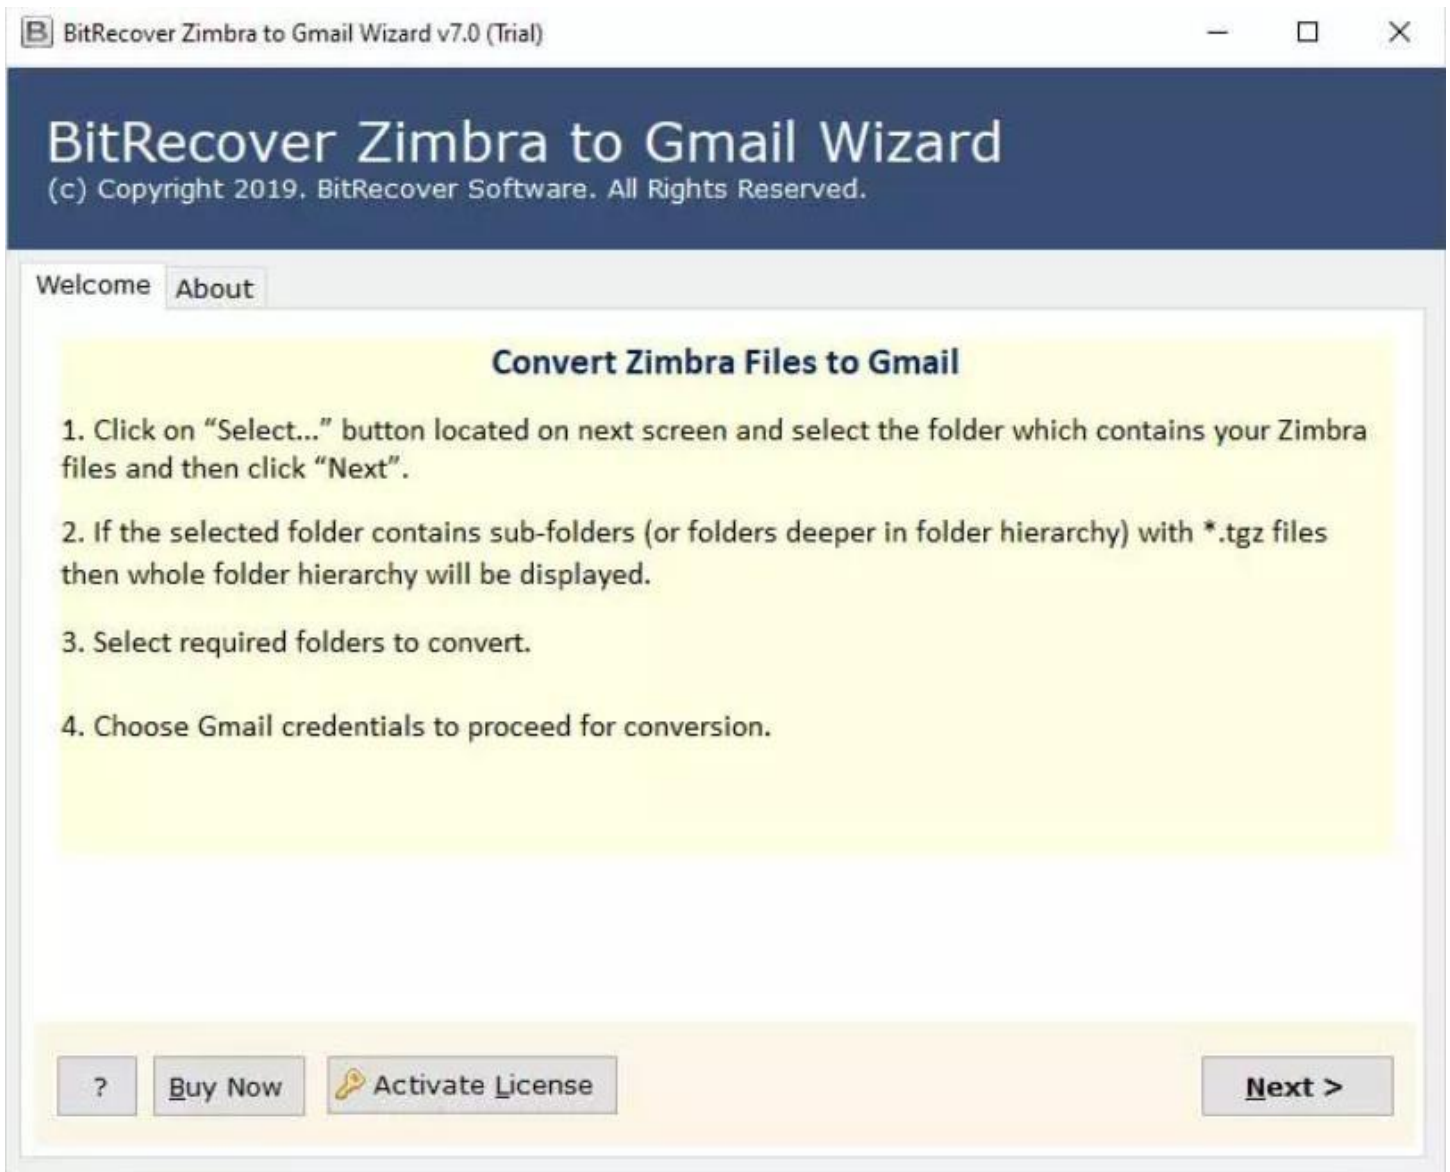 BitRecover Zimbra to Gmail Wizard v7.0 (Trial)
BitRecover Zimbra to Gmail Wizard
(c) Copyright 2019. BitRecover Software. All Rights Reserved.
Welcome About
Convert Zimbra Files to Gmail
1. Click on “Select...” button located on next screen and select the folder which contains your Zimbra
files and then click “Next”.
2. If the selected folder contains sub-folders (or folders deeper in folder hierarchy) with *.tgz files
then whole folder hierarchy will be displayed.
3. Select required folders to convert.
4. Choose Gmail credentials to proceed for conversion.
? Buy Now Activate License Next >